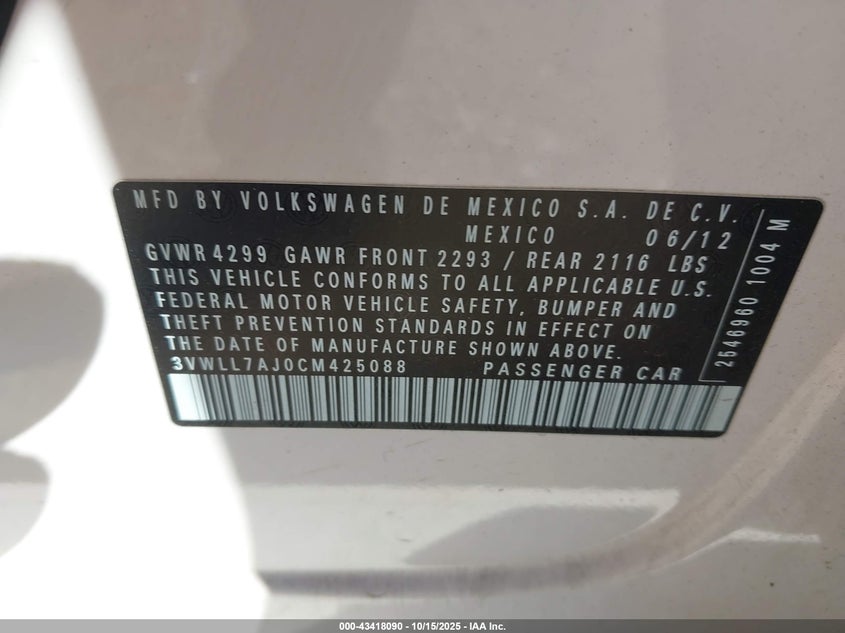 MFD BY VOLKSWAGEN DE MEXICO S.A. DE C.V.
MEXICO 06/12
GVWR 4299 GAWR FRONT 2293 / REAR 2116 LBS
THIS VEHICLE CONFORMS TO ALL APPLICABLE U.S.
FEDERAL MOTOR VEHICLE SAFETY, BUMPER AND
THEFT PREVENTION STANDARDS IN EFFECT ON
THE DATE OF MANUFACTURE SHOWN ABOVE.
3VWLL7AJ0CM425088 PASSENGER CAR
2546960 1004 M
000-43418090 - 10/15/2025 - IAA Inc.